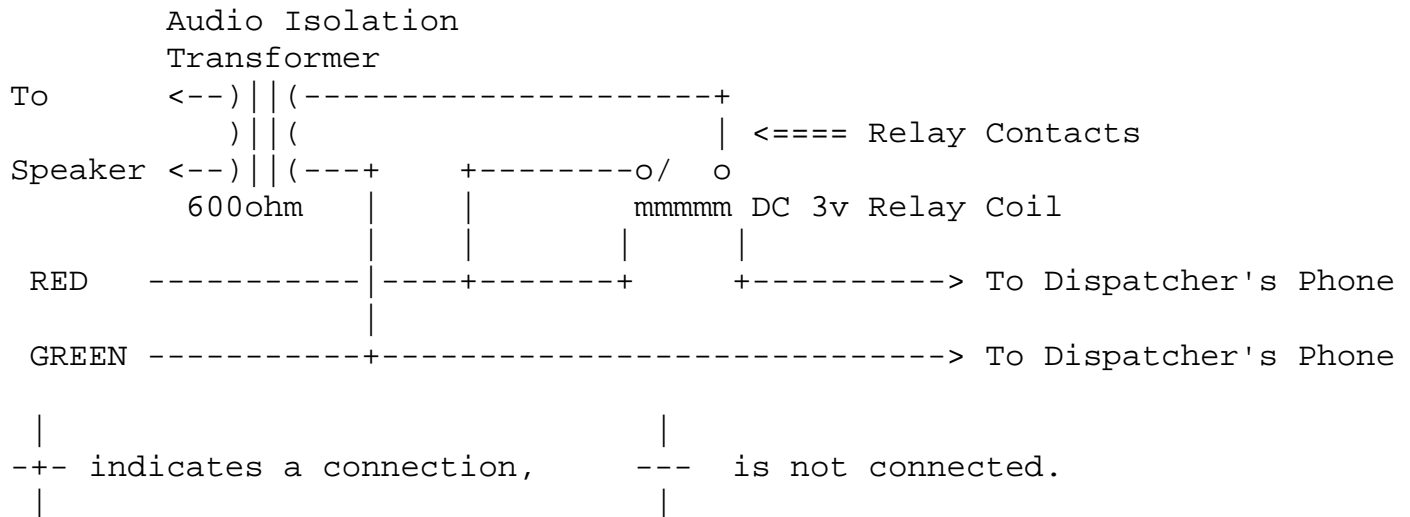 Audio Isolation
Transformer
To <--)||(----------------------+
)||( | <==== Relay Contacts
Speaker <--)||(---+ +--------o/ o
600ohm | | mmmmm DC 3v Relay Coil
| | | |
RED -----------|----+-------+ +----------> To Dispatcher's Phone
|
GREEN -----------+---------------------------> To Dispatcher's Phone
| |
-+- indicates a connection, --- is not connected.
| |